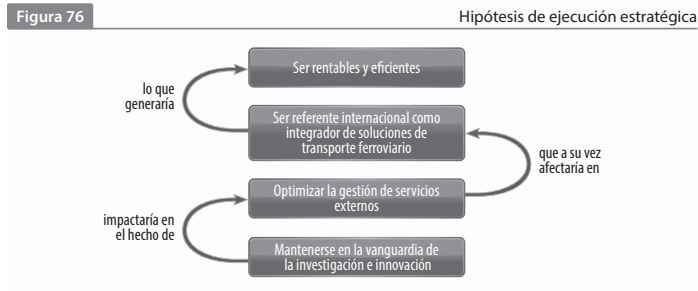 Figura 76
Hipótesis de ejecución estratégica
Ser rentables y eficientes
lo que
generaría
Ser referente internacional como
integrador de soluciones de
transporte ferroviario
que a su vez
afectaría en
Optimizar la gestión de servicios
externos
impactaría en
el hecho de
Mantenerse en la vanguardia de
la investigación e innovación